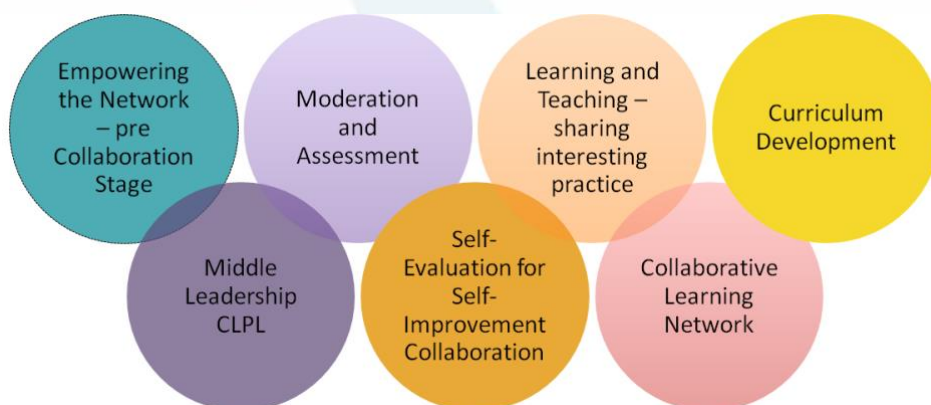 Empowering
the Network
– pre
Collaboration
Stage
Moderation
and
Assessment
Learning and
Teaching –
sharing
interesting
practice
Curriculum
Development
Middle
Leadership
CLPL
Self-
Evaluation for
Self-
Improvement
Collaboration
Collaborative
Learning
Network